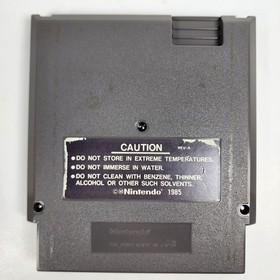 CAUTION
REV-A
•DO NOT STORE IN EXTREME TEMPERATURES.
•DO NOT IMMERSE IN WATER.
•DO NOT CLEAN WITH BENZENE, THINNER,
ALCOHOL OR OTHER SUCH SOLVENTS.
©®Nintendo® 1985
Nintendo